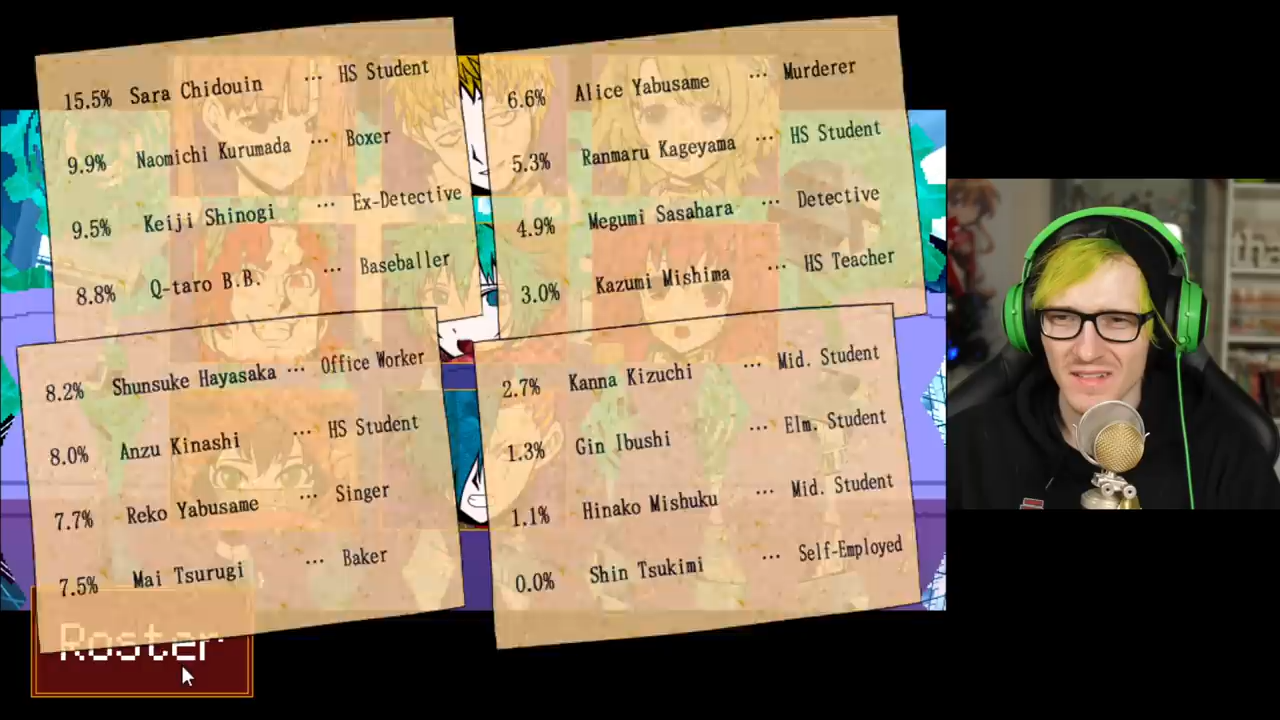 15.5% Sara Chidouin ... HS Student
9.9% Naomichi Kurumada ... Boxer
9.5% Keiji Shinogi ... Ex-Detective
8.8% Q-taro B.B. ... Baseballer
6.6% Alice Yabusame ... Murderer
5.3% Ranmaru Kageyama ... HS Student
4.9% Megumi Sasahara ... Detective
3.0% Kazumi Mishima ... HS Teacher
8.2% Shunsuke Hayasaka ... Office Worker
8.0% Anzu Kinashi ... HS Student
7.7% Reko Yabusame ... Singer
7.5% Mai Tsurugi ... Baker
2.7% Kanna Kizuchi ... Mid. Student
1.3% Gin Ibushi ... Elm. Student
1.1% Hinako Mishuku ... Mid. Student
0.0% Shin Tsukimi ... Self-Employed
Roster